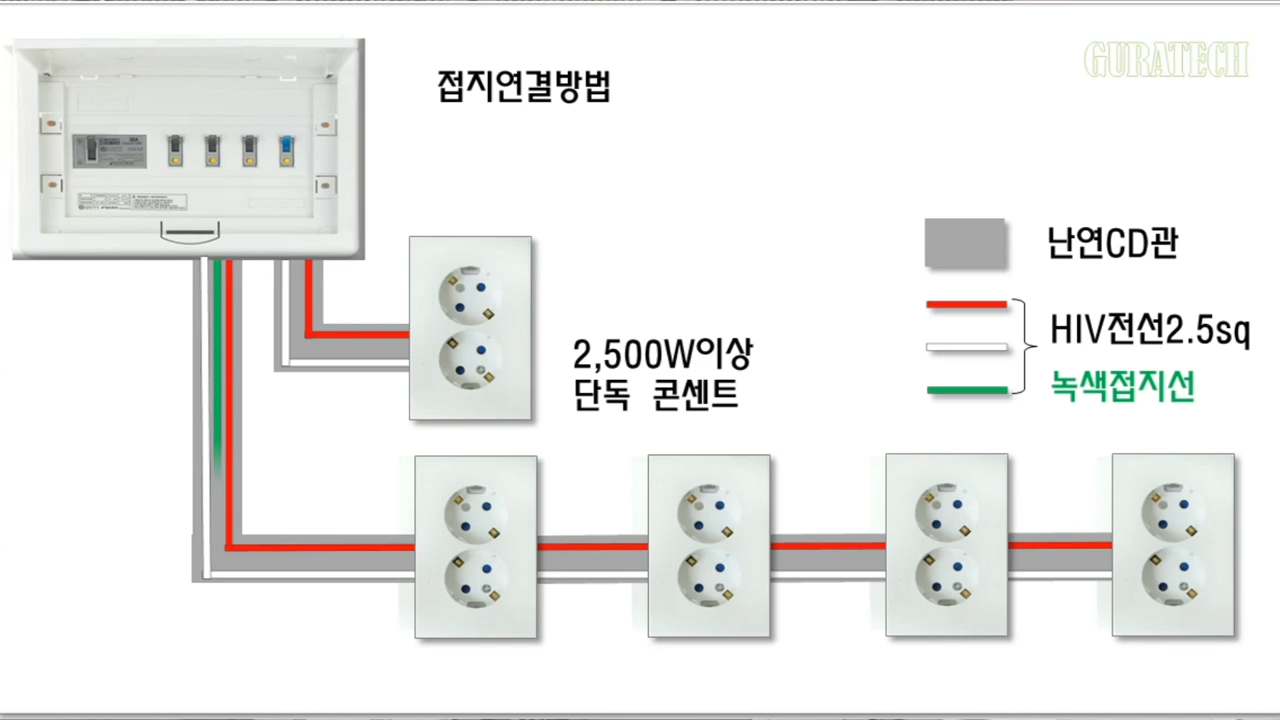 GURATECH
접지연결방법
난연CD관
HIV전선2.5sq
녹색접지선
2,500W이상
단독 콘센트